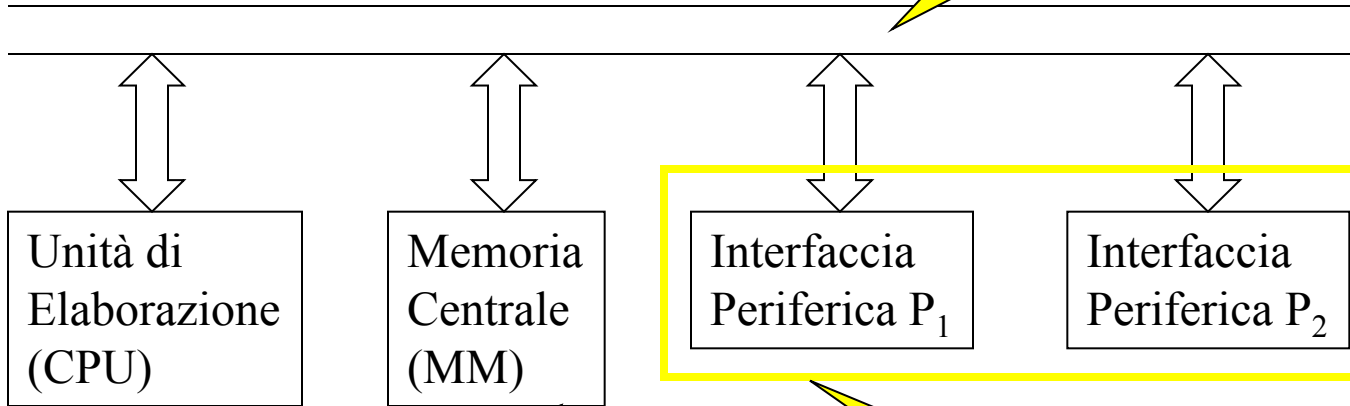 Unità di
Elaborazione
(CPU)
Memoria
Centrale
(MM)
Interfaccia
Periferica P₁
Interfaccia
Periferica P₂